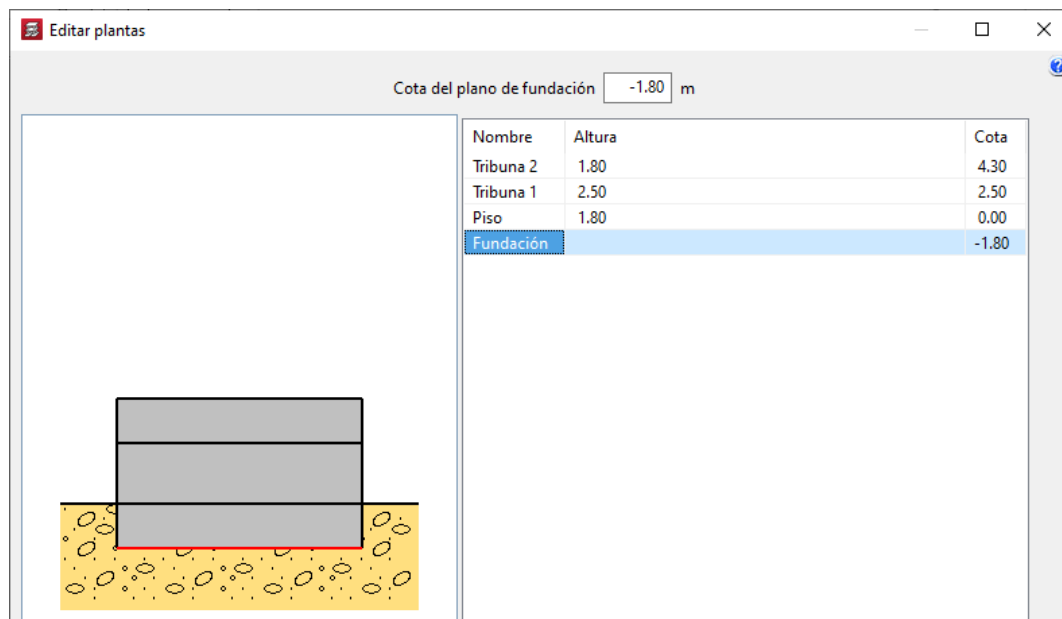 Editar plantas
Cota del plano de fundación -1.80 m
Nombre Altura Cota
Tribuna 2 1.80 4.30
Tribuna 1 2.50 2.50
Piso 1.80 0.00
Fundación -1.80